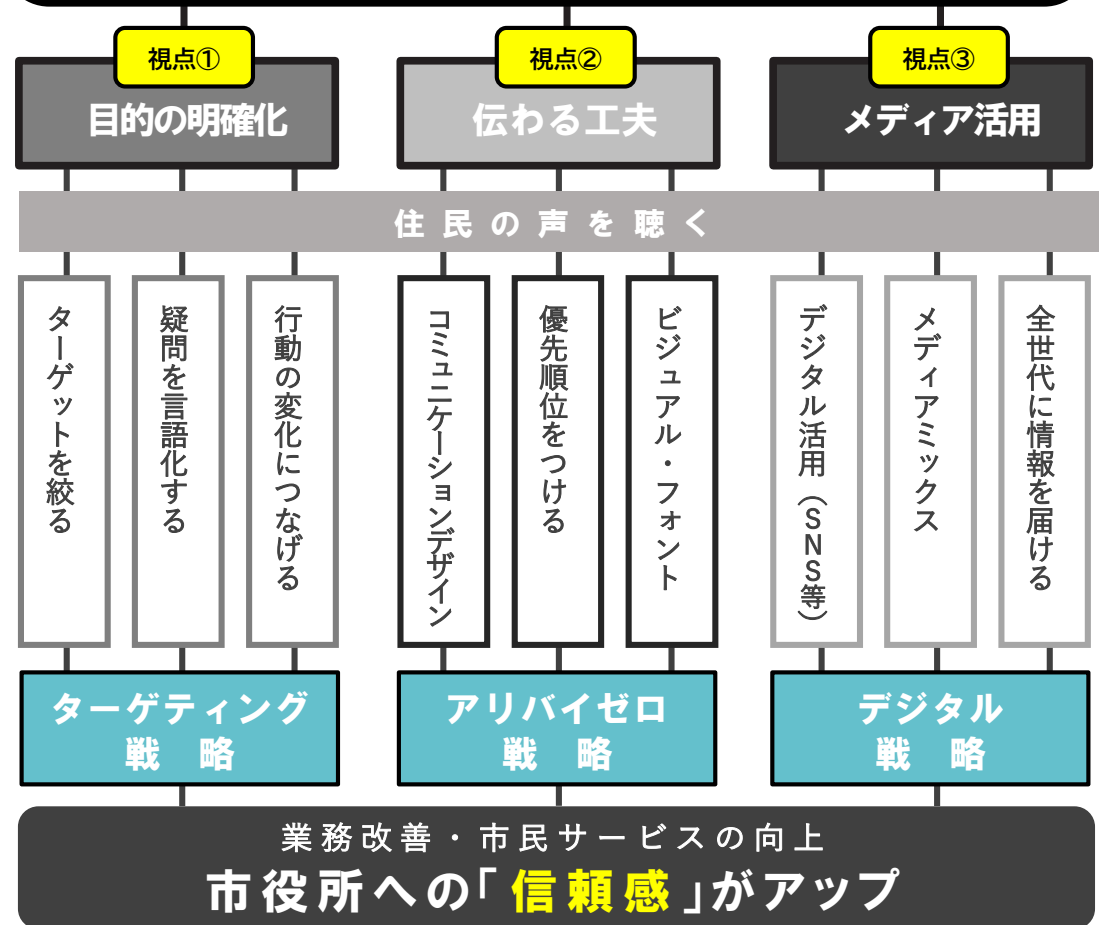 視点①
目的の明確化
視点②
伝わる工夫
視点③
メディア活用
住民の声を聴く
ターゲットを絞る
疑問を言語化する
行動の変化につなげる
コミュニケーションデザイン
優先順位をつける
ビジュアル・フォント
デジタル活用（SNS等）
メディアミックス
全世代に情報を届ける
ターゲティング
戦　略
アリバイゼロ
戦　略
デジタル
戦　略
業務改善・市民サービスの向上
市役所への「信頼感」がアップ